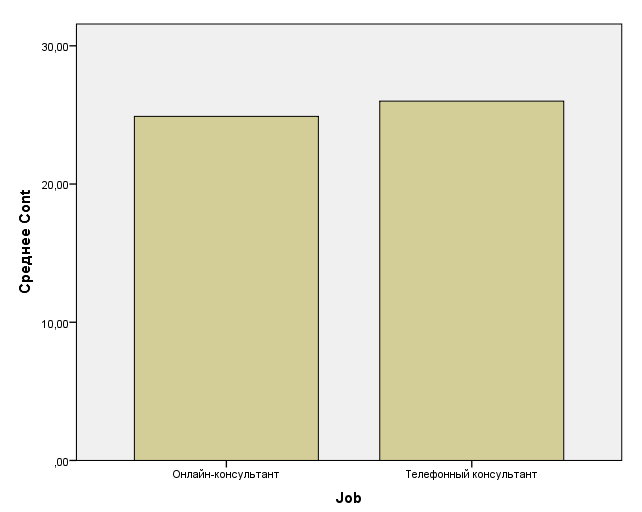 30,00
20,00
10,00
,00
Среднее Cont
Онлайн-консультант
Телефонный консультант
Job